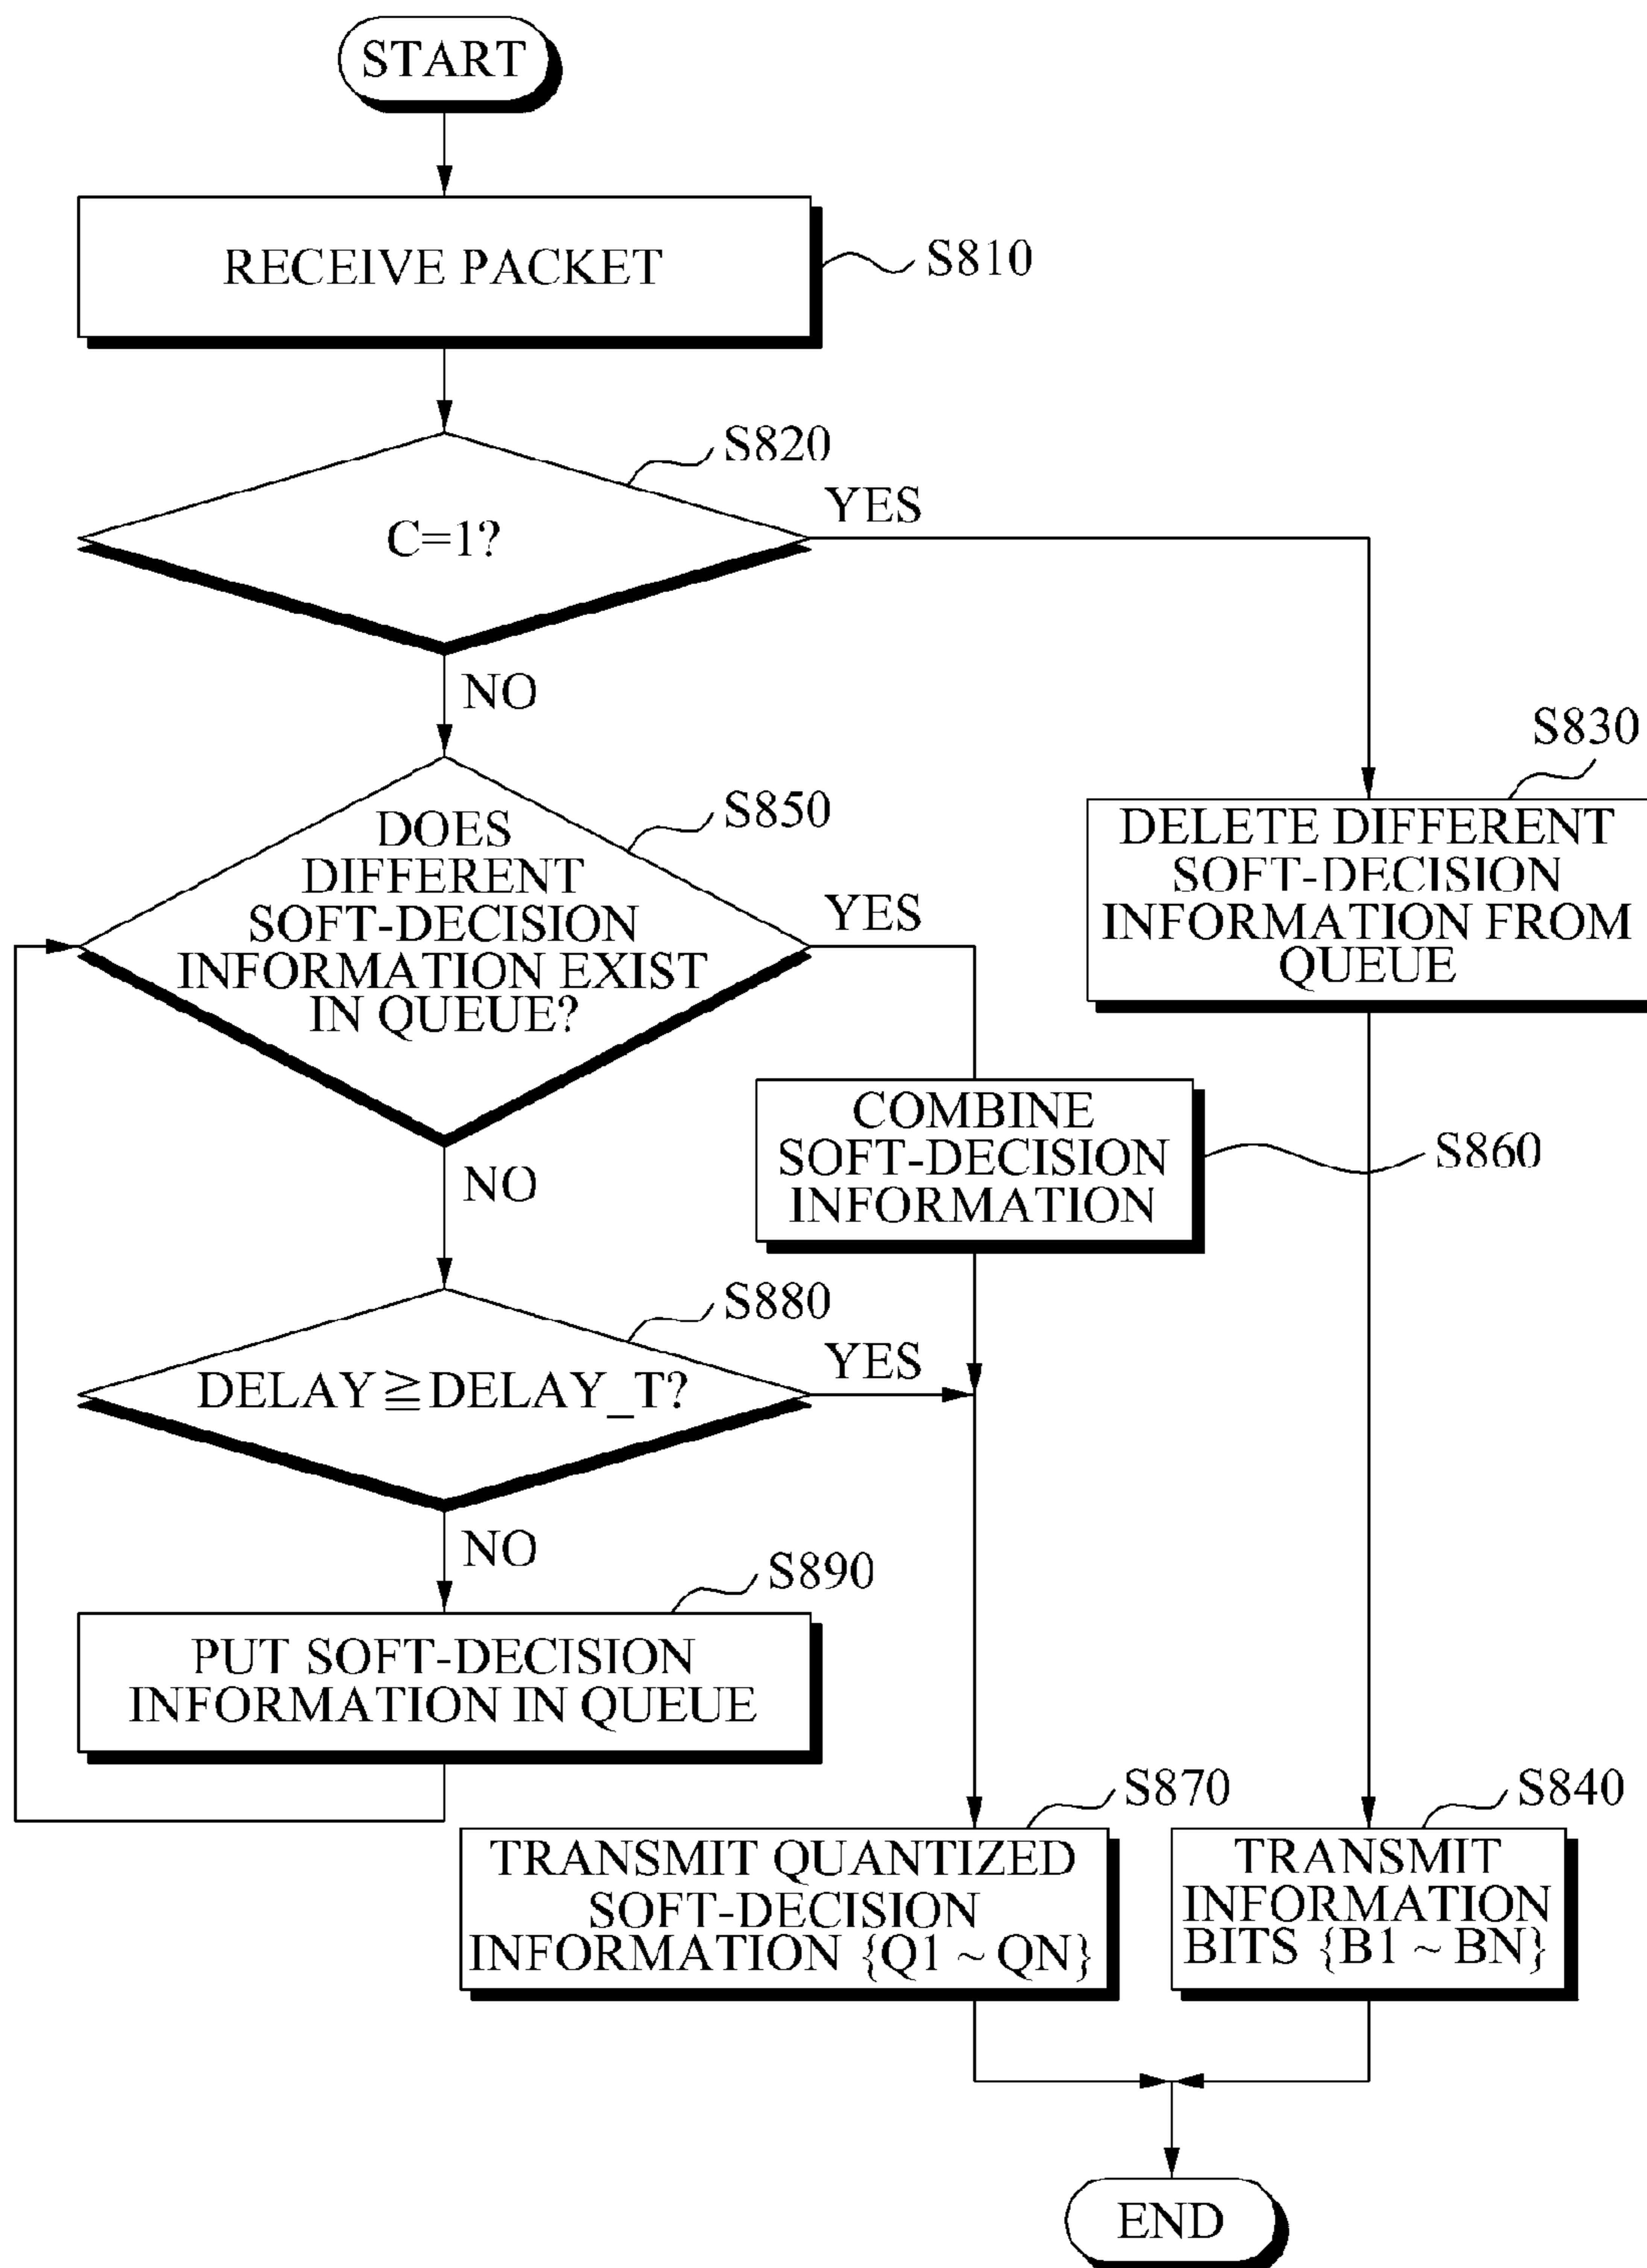 START
RECEIVE PACKET
S810
S820
C=1?
YES
NO
S830
DELETE DIFFERENT
SOFT-DECISION
INFORMATION FROM
QUEUE
S850
DOES
DIFFERENT
SOFT-DECISION
INFORMATION EXIST
IN QUEUE?
YES
NO
COMBINE
SOFT-DECISION
INFORMATION
S860
S880
DELAY≧DELAY_T?
YES
NO
S890
PUT SOFT-DECISION
INFORMATION IN QUEUE
S870
TRANSMIT QUANTIZED
SOFT-DECISION
INFORMATION {Q1 ~ QN}
S840
TRANSMIT
INFORMATION
BITS {B1 ~ BN}
END